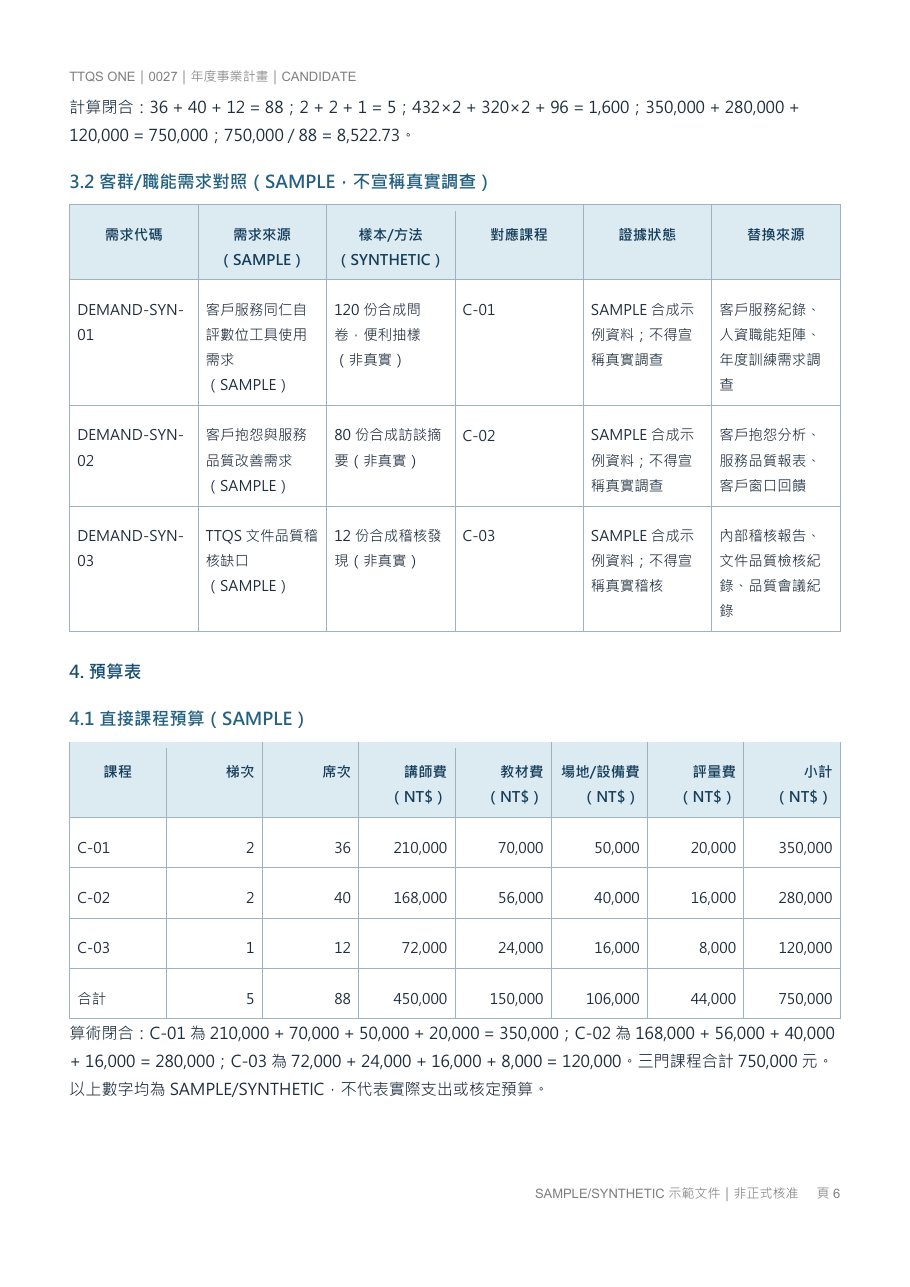 TTQS ONE｜0027｜年度事業計畫｜CANDIDATE
計算閉合：36 + 40 + 12 = 88；2 + 2 + 1 = 5；432×2 + 320×2 + 96 = 1,600；350,000 + 280,000 +
120,000 = 750,000；750,000 / 88 = 8,522.73。
3.2 客群/職能需求對照（SAMPLE，不宣稱真實調查）
需求代碼 需求來源 樣本/方法 對應課程 證據狀態 替換來源
（SAMPLE） （SYNTHETIC）
DEMAND-SYN- 客戶服務同仁自 120 份合成問 C-01 SAMPLE 合成示 客戶服務紀錄、
01 評數位工具使用 卷，便利抽樣 例資料；不得宣 人資職能矩陣、
需求 （非真實） 稱真實調查 年度訓練需求調
（SAMPLE） 查
DEMAND-SYN- 客戶抱怨與服務 80 份合成訪談摘 C-02 SAMPLE 合成示 客戶抱怨分析、
02 品質改善需求 要（非真實） 例資料；不得宣 服務品質報表、
（SAMPLE） 稱真實調查 客戶窗口回饋
DEMAND-SYN- TTQS 文件品質稽 12 份合成稽核發 C-03 SAMPLE 合成示 內部稽核報告、
03 核缺口 現（非真實） 例資料；不得宣 文件品質檢核紀
（SAMPLE） 稱真實稽核 錄、品質會議紀
錄
4. 預算表
4.1 直接課程預算（SAMPLE）
課程 梯次 席次 講師費 教材費 場地/設備費 評量費 小計
（NT$） （NT$） （NT$） （NT$） （NT$）
C-01 2 36 210,000 70,000 50,000 20,000 350,000
C-02 2 40 168,000 56,000 40,000 16,000 280,000
C-03 1 12 72,000 24,000 16,000 8,000 120,000
合計 5 88 450,000 150,000 106,000 44,000 750,000
算術閉合：C-01 為 210,000 + 70,000 + 50,000 + 20,000 = 350,000；C-02 為 168,000 + 56,000 + 40,000
+ 16,000 = 280,000；C-03 為 72,000 + 24,000 + 16,000 + 8,000 = 120,000。三門課程合計 750,000 元。
以上數字均為 SAMPLE/SYNTHETIC，不代表實際支出或核定預算。
SAMPLE/SYNTHETIC 示範文件｜非正式核准 頁 6